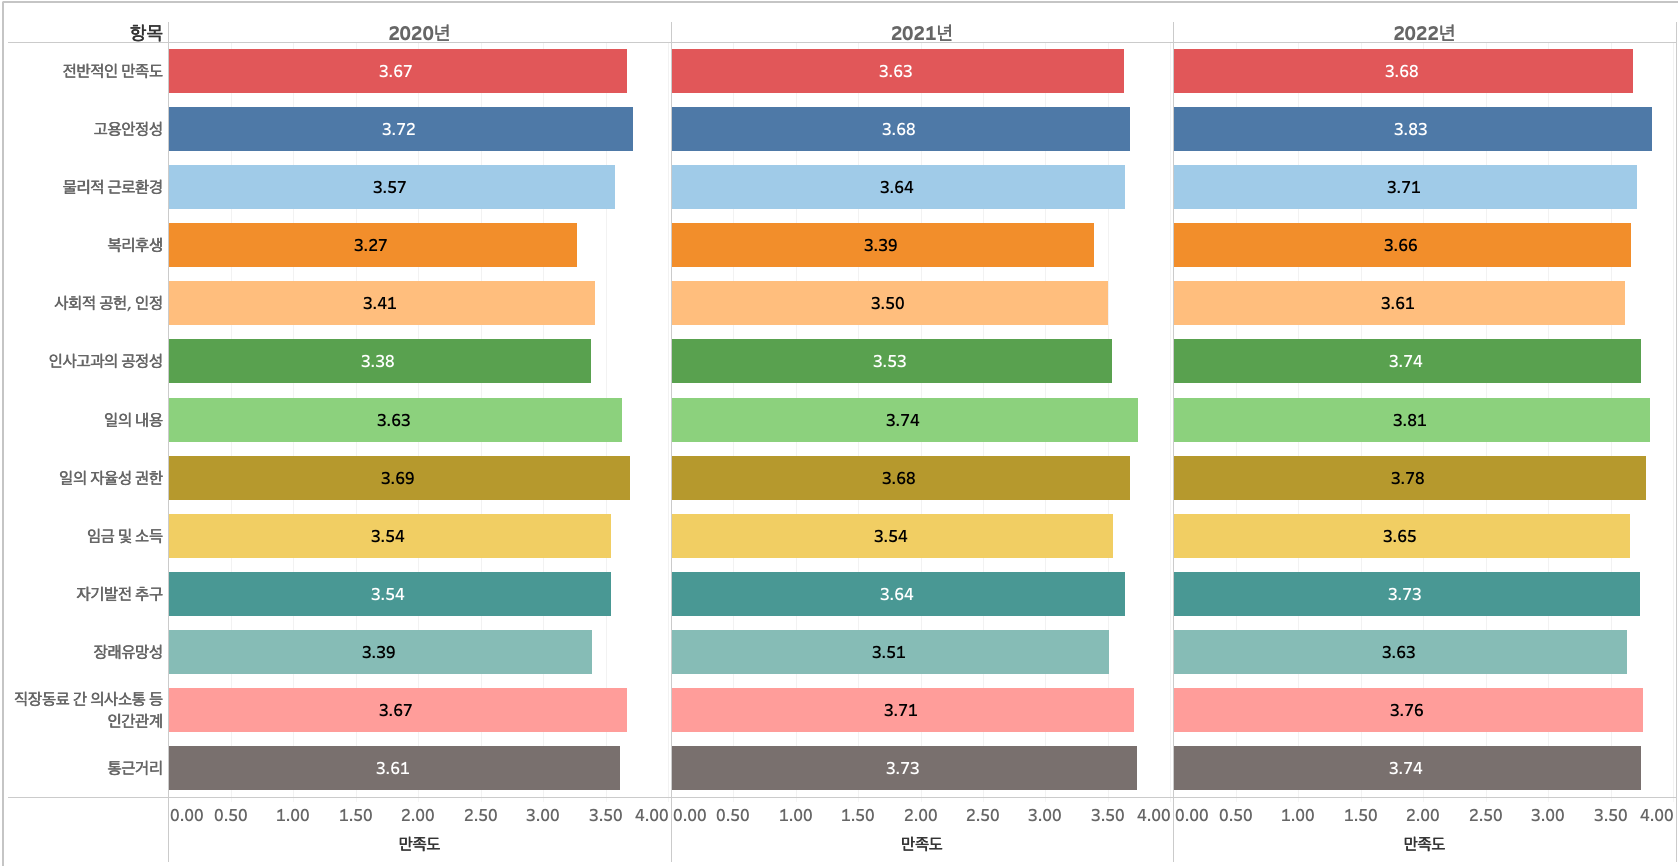 항목 2020년 2021년 2022년
전반적인 만족도 3.67 3.63 3.68
고용안정성 3.72 3.68 3.83
물리적 근로환경 3.57 3.64 3.71
복리후생 3.27 3.39 3.66
사회적 공헌, 인정 3.41 3.50 3.61
인사고과의 공정성 3.38 3.53 3.74
일의 내용 3.63 3.74 3.81
일의 자율성 권한 3.69 3.68 3.78
임금 및 소득 3.54 3.54 3.65
자기발전 추구 3.54 3.64 3.73
장래유망성 3.39 3.51 3.63
직장동료 간 의사소통 등
인간관계 3.67 3.71 3.76
통근거리 3.61 3.73 3.74
0.00 0.50 1.00 1.50 2.00 2.50 3.00 3.50 4.00 0.00 0.50 1.00 1.50 2.00 2.50 3.00 3.50 4.00 0.00 0.50 1.00 1.50 2.00 2.50 3.00 3.50 4.00
만족도 만족도 만족도